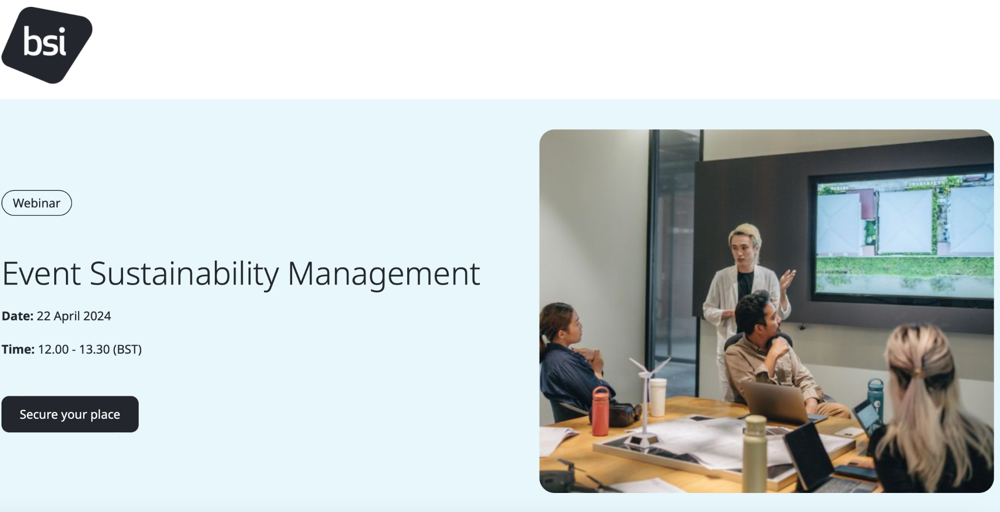 bsi
Webinar
Event Sustainability Management
Date: 22 April 2024
Time: 12.00 - 13.30 (BST)
Secure your place